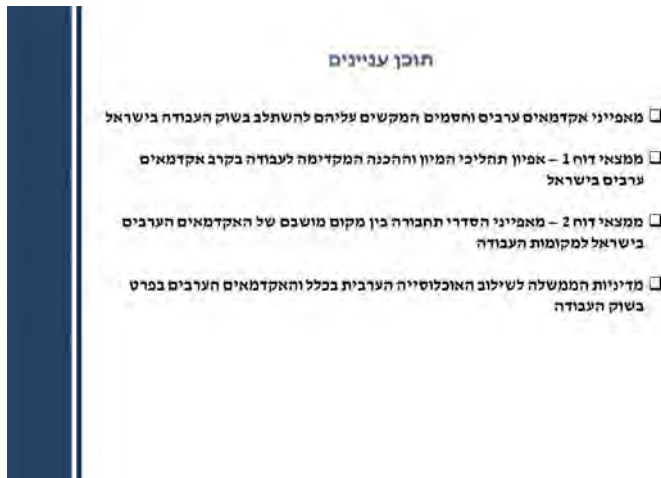 תוכן עניינים
❑ מאפייני אקדמאים ערבים וחסמים המקשים עליהם להשתלב בשוק העבודה בישראל
❑ ממצאי דוח 1 – אפיון תהליכי המיון וההכנה המקדימה לעבודה בקרב אקדמאים
ערבים בישראל
❑ ממצאי דוח 2 – מאפייני הסדרי תחבורה בין מקום מושבם של האקדמאים הערבים
בישראל למקומות העבודה
❑ מדיניות הממשלה לשילוב האוכלוסייה הערבית בכלל והאקדמאים הערבים בפרט
בשוק העבודה